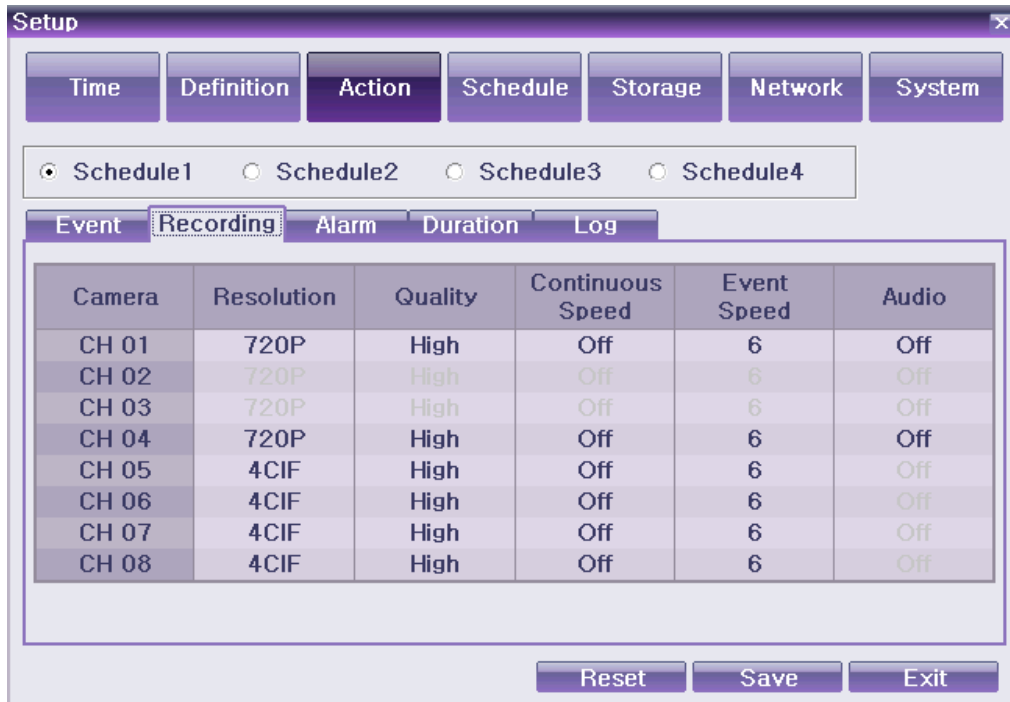 Setup
Time Definition Action Schedule Storage Network System
Schedule1 Schedule2 Schedule3 Schedule4
Event Recording Alarm Duration Log
Camera Resolution Quality Continuous Speed Event Speed Audio
CH 01 720P High Off 6 Off
CH 02 720P High Off 6 Off
CH 03 720P High Off 6 Off
CH 04 720P High Off 6 Off
CH 05 4CIF High Off 6 Off
CH 06 4CIF High Off 6 Off
CH 07 4CIF High Off 6 Off
CH 08 4CIF High Off 6 Off
Reset Save Exit